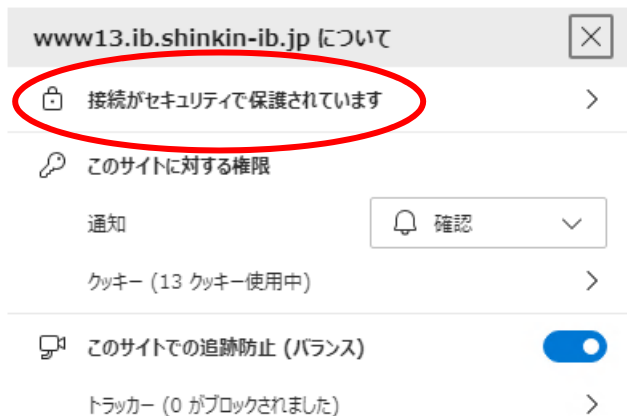 www13.ib.shinkin-ib.jp について
接続がセキュリティで保護されています
このサイトに対する権限
通知 確認
クッキー (13 クッキー使用中)
このサイトでの追跡防止 (バランス)
トラッカー (0 がブロックされました)